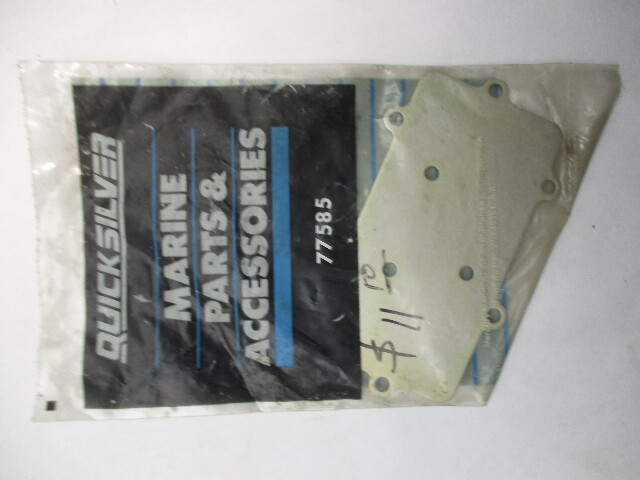 QUICKSILVER
MARINE
PARTS &
ACCESSORIES
77585
$11